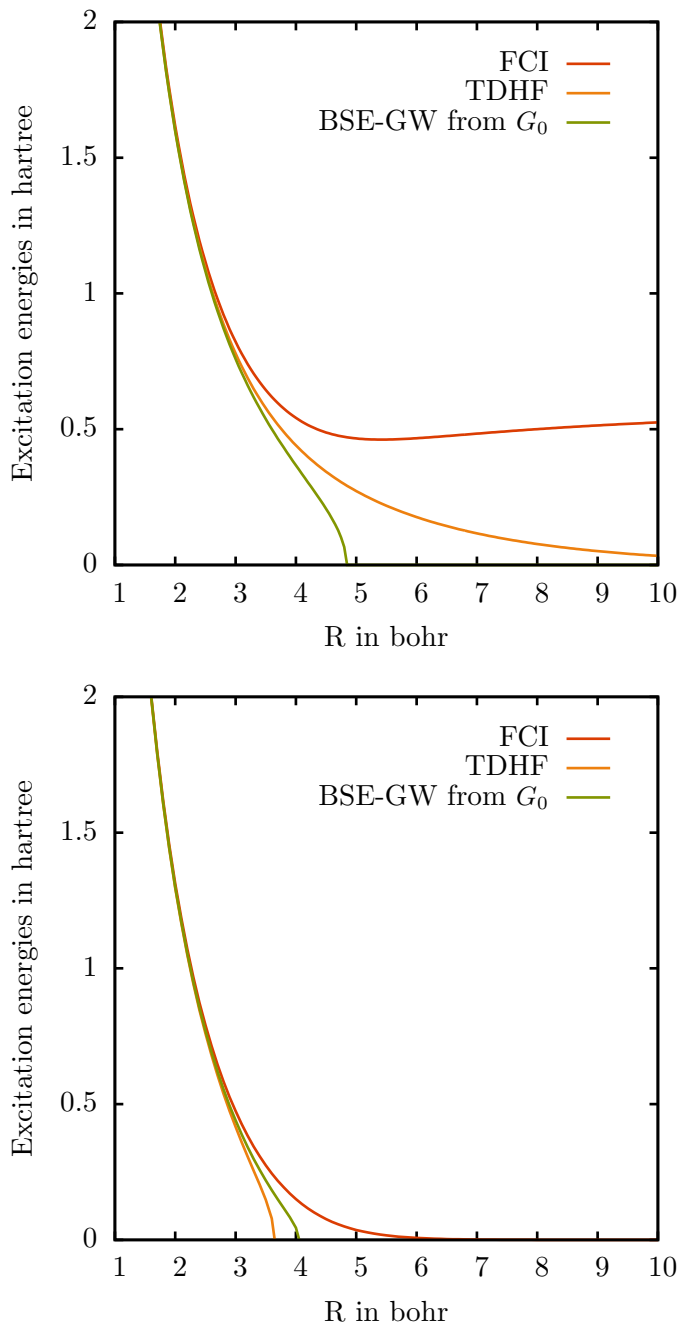 2
1.5
1
0.5
0
1 2 3 4 5 6 7 8 9 10
Excitation energies in hartree
R in bohr
FCI
TDHF
BSE-GW from G₀
2
1.5
1
0.5
0
1 2 3 4 5 6 7 8 9 10
Excitation energies in hartree
R in bohr
FCI
TDHF
BSE-GW from G₀